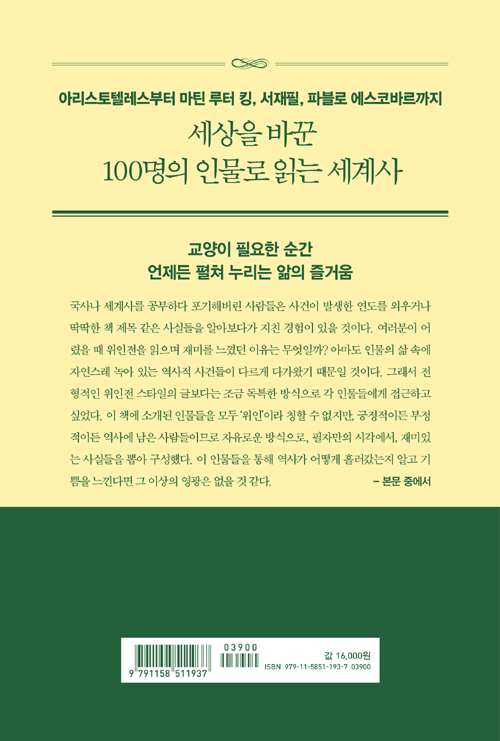 아리스토텔레스부터 마틴 루터 킹, 서재필, 파블로 에스코바르까지
세상을 바꾼
100명의 인물로 읽는 세계사
교양이 필요한 순간
언제든 펼쳐 누리는 앎의 즐거움
국사나 세계사를 공부하다 포기해버린 사람들은 사건이 발생한 연도를 외우거나
딱딱한 책 제목 같은 사실들을 알아보다가 지친 경험이 있을 것이다. 여러분이 어
렸을 때 위인전을 읽으며 재미를 느꼈던 이유는 무엇일까? 아마도 인물의 삶 속에
자연스레 녹아 있는 역사적 사건들이 다르게 다가왔기 때문일 것이다. 그래서 전
형적인 위인전 스타일의 글보다는 조금 독특한 방식으로 각 인물들에게 접근하고
싶었다. 이 책에 소개된 인물들을 모두 '위인'이라 칭할 수 없지만, 긍정적이든 부정
적이든 역사에 남은 사람들이므로 자유로운 방식으로, 필자만의 시각에서, 재미있
는 사실들을 뽑아 구성했다. 이 인물들을 통해 역사가 어떻게 흘러갔는지 알고 기
쁨을 느낀다면 그 이상의 영광은 없을 것 같다. – 본문 중에서
03900
값 16,000원
ISBN 979-11-5851-193-7 03900
9 791158 511937